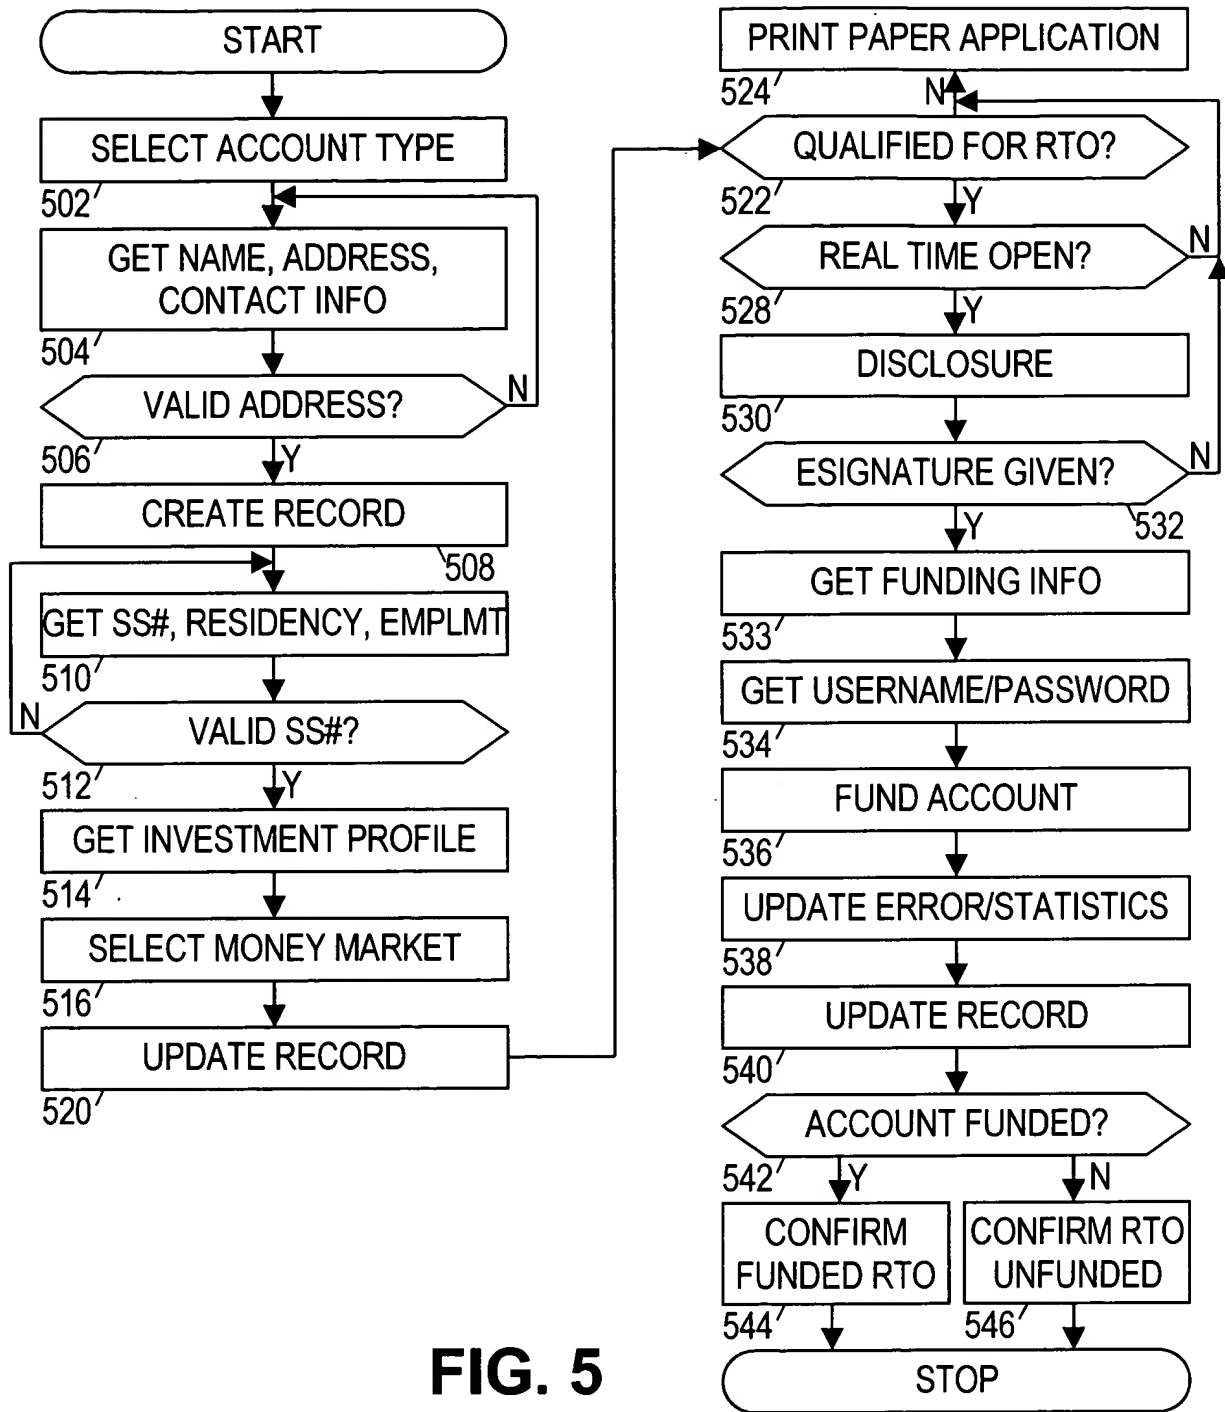 START
SELECT ACCOUNT TYPE
502
GET NAME, ADDRESS,
CONTACT INFO
504
VALID ADDRESS?
N
506
Y
CREATE RECORD
508
GET SS#, RESIDENCY, EMPLMT
510
N
VALID SS#?
512
Y
GET INVESTMENT PROFILE
514
SELECT MONEY MARKET
516
UPDATE RECORD
520
PRINT PAPER APPLICATION
524
N
QUALIFIED FOR RTO?
522
Y
REAL TIME OPEN?
N
528
Y
DISCLOSURE
530
ESIGNATURE GIVEN?
N
532
Y
GET FUNDING INFO
533
GET USERNAME/PASSWORD
534
FUND ACCOUNT
536
UPDATE ERROR/STATISTICS
538
UPDATE RECORD
540
ACCOUNT FUNDED?
542
Y
N
CONFIRM
FUNDED RTO
544
CONFIRM RTO
UNFUNDED
546
STOP
FIG. 5